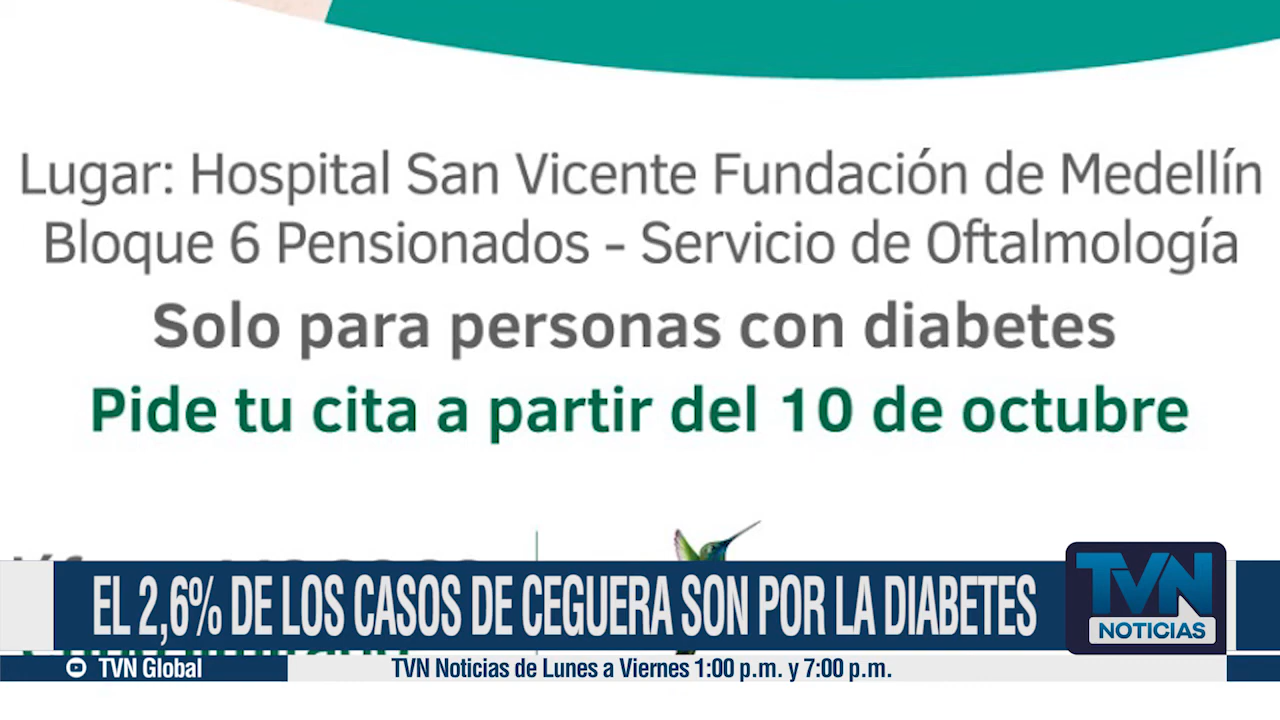 Lugar: Hospital San Vicente Fundación de Medellín
Bloque 6 Pensionados - Servicio de Oftalmología
Solo para personas con diabetes
Pide tu cita a partir del 10 de octubre
EL 2,6% DE LOS CASOS DE CEGUERA SON POR LA DIABETES
TVN
NOTICIAS
TVN Global
TVN Noticias de Lunes a Viernes 1:00 p.m. y 7:00 p.m.